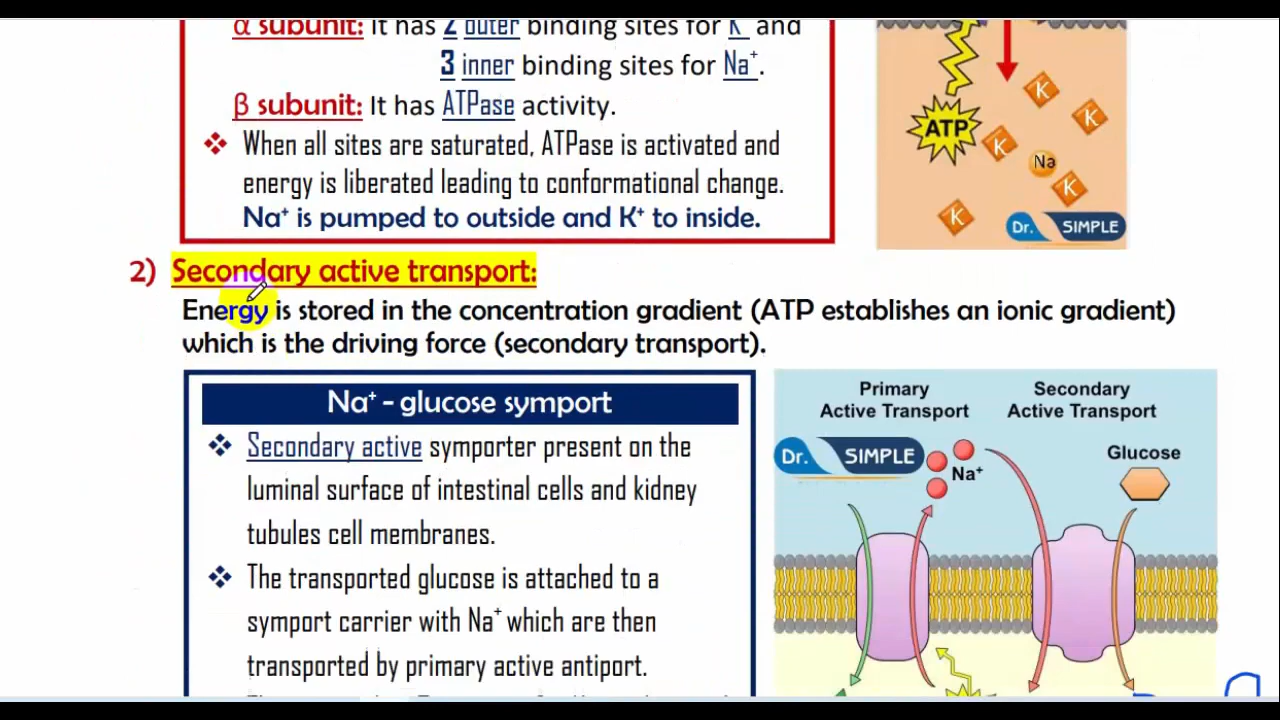 α subunit: It has 2 outer binding sites for K⁺ and
3 inner binding sites for Na⁺.
β subunit: It has ATPase activity.
❖ When all sites are saturated, ATPase is activated and
energy is liberated leading to conformational change.
Na⁺ is pumped to outside and K⁺ to inside.
ATP
K
K
K
Na
K
K
Dr. SIMPLE
2) Secondary active transport:
Energy is stored in the concentration gradient (ATP establishes an ionic gradient)
which is the driving force (secondary transport).
Na⁺ - glucose symport
❖ Secondary active symporter present on the
luminal surface of intestinal cells and kidney
tubules cell membranes.
❖ The transported glucose is attached to a
symport carrier with Na⁺ which are then
transported by primary active antiport.
Primary
Active Transport
Secondary
Active Transport
Dr. SIMPLE
Na⁺
Glucose